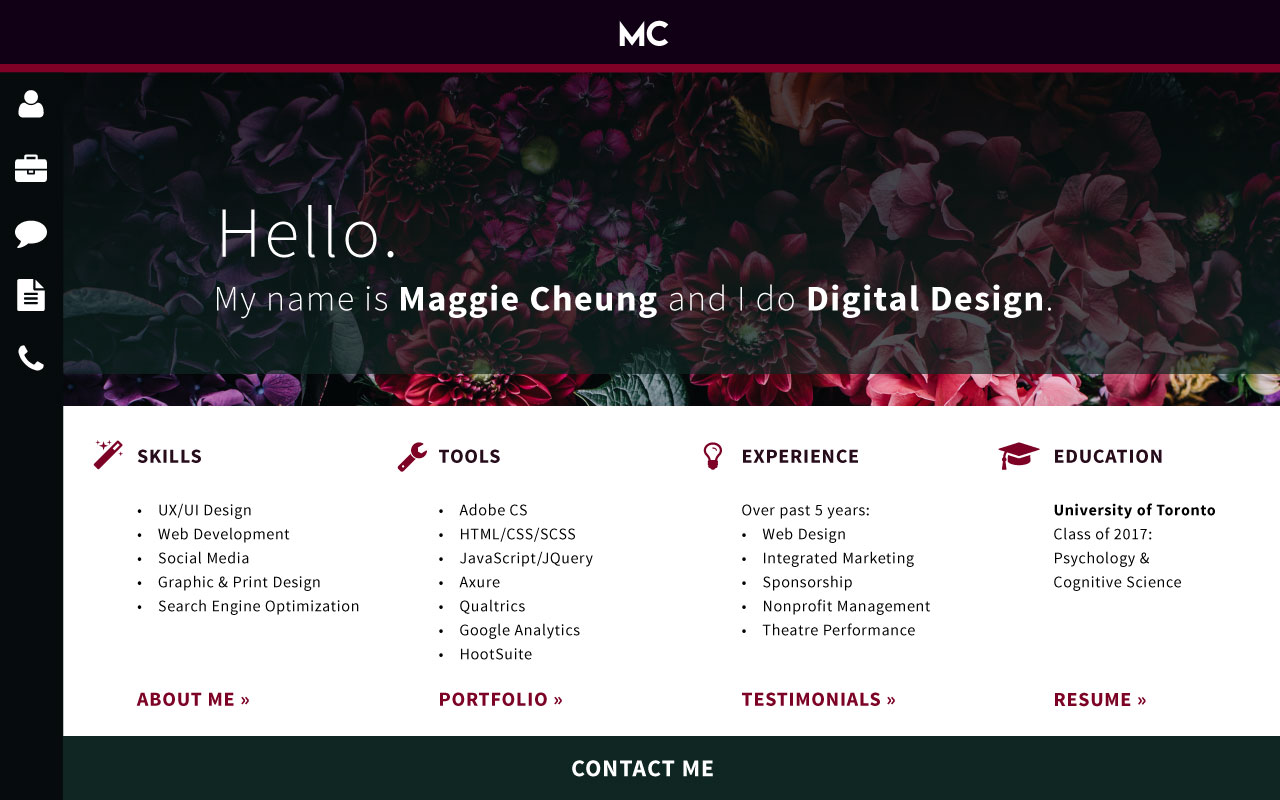 MC
Hello.
My name is Maggie Cheung and I do Digital Design.
SKILLS
• UX/UI Design
• Web Development
• Social Media
• Graphic & Print Design
• Search Engine Optimization
ABOUT ME »
TOOLS
• Adobe CS
• HTML/CSS/SCSS
• JavaScript/JQuery
• Axure
• Qualtrics
• Google Analytics
• HootSuite
PORTFOLIO »
EXPERIENCE
Over past 5 years:
• Web Design
• Integrated Marketing
• Sponsorship
• Nonprofit Management
• Theatre Performance
TESTIMONIALS »
EDUCATION
University of Toronto
Class of 2017:
Psychology &
Cognitive Science
RESUME »
CONTACT ME